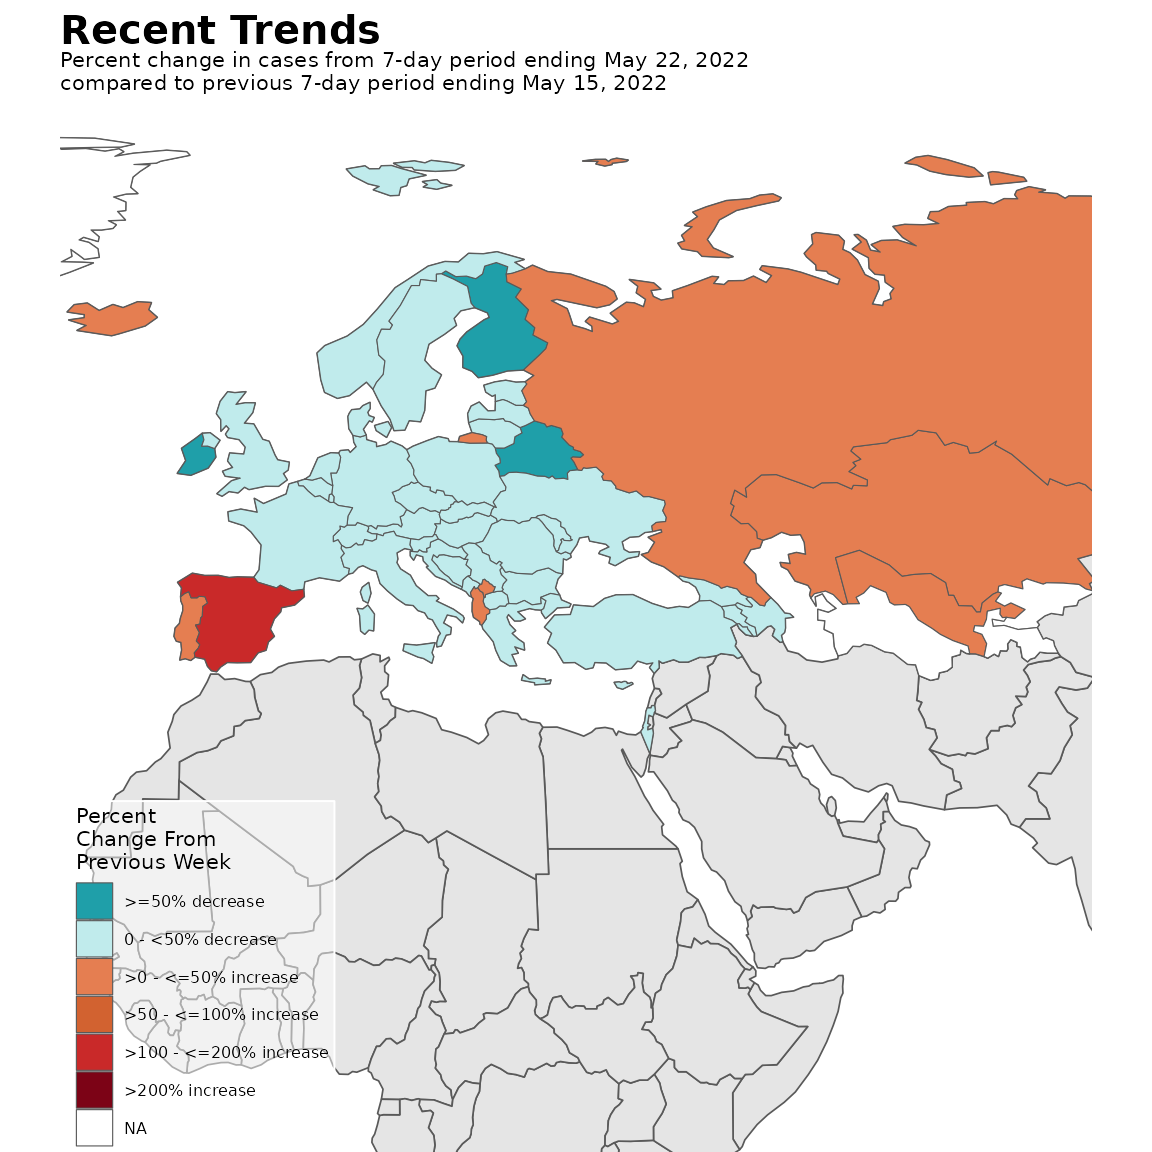 Recent Trends
Percent change in cases from 7-day period ending May 22, 2022
compared to previous 7-day period ending May 15, 2022
Percent
Change From
Previous Week
>=50% decrease
0 - <50% decrease
>0 - <=50% increase
>50 - <=100% increase
>100 - <=200% increase
>200% increase
NA